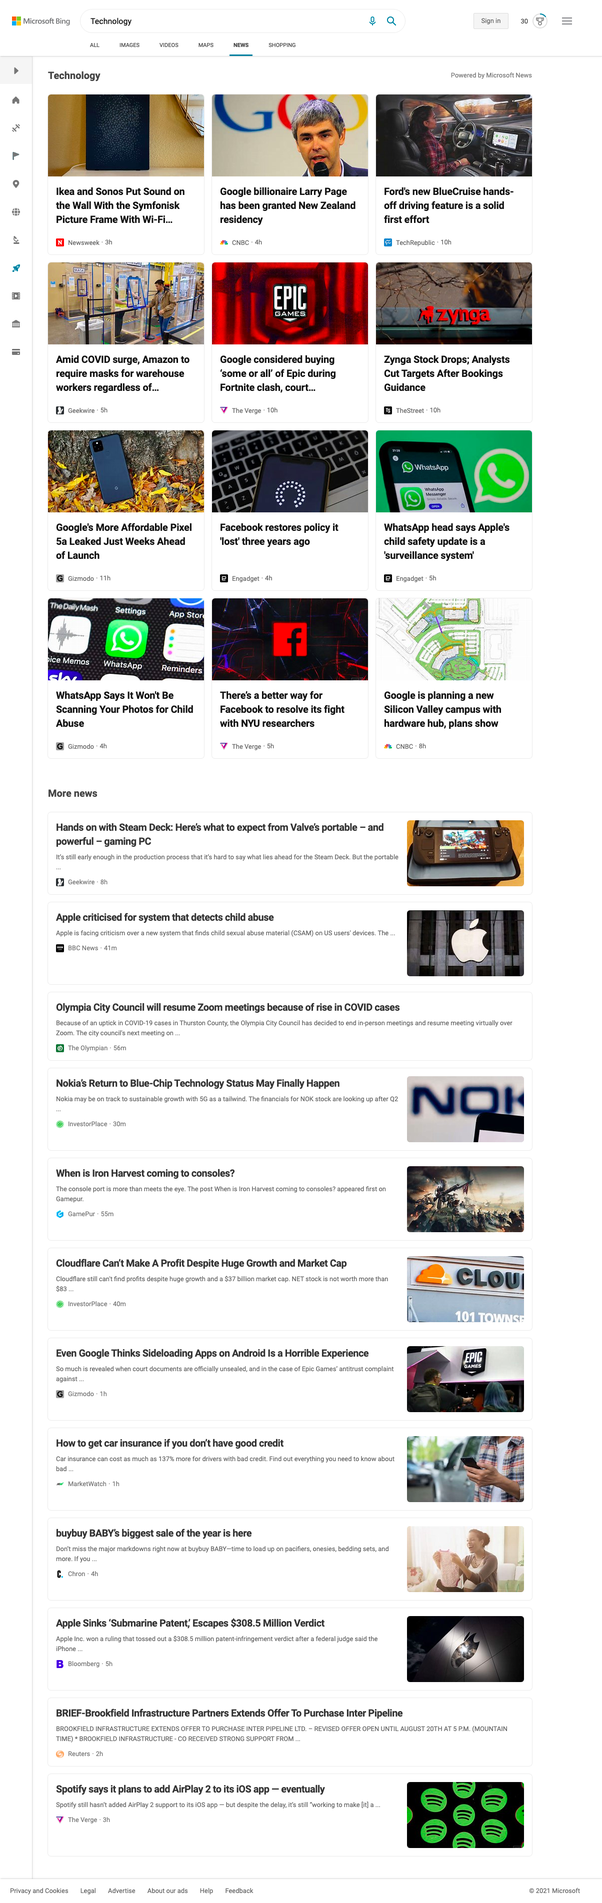 Microsoft Bing
Technology
Sign in
30
ALL IMAGES VIDEOS MAPS NEWS SHOPPING
Technology
Powered by Microsoft News
Ikea and Sonos Put Sound on
the Wall With the Symfonisk
Picture Frame With Wi-Fi...
Newsweek · 3h
Google billionaire Larry Page
has been granted New Zealand
residency
CNBC · 4h
Ford's new BlueCruise hands-
off driving feature is a solid
first effort
TechRepublic · 10h
EPIC
GAMES
zynga
Amid COVID surge, Amazon to
require masks for warehouse
workers regardless of...
Geekwire · 5h
Google considered buying
'some or all' of Epic during
Fortnite clash, court...
The Verge · 10h
Zynga Stock Drops; Analysts
Cut Targets After Bookings
Guidance
TheStreet · 10h
WhatsApp
WhatsApp
Messenger
Google's More Affordable Pixel
5a Leaked Just Weeks Ahead
of Launch
Gizmodo · 11h
Facebook restores policy it
'lost' three years ago
Engadget · 4h
WhatsApp head says Apple's
child safety update is a
'surveillance system'
Engadget · 5h
The Daily Mash Settings App Store
ice Memos WhatsApp Reminders
sky
WhatsApp Says It Won't Be
Scanning Your Photos for Child
Abuse
Gizmodo · 4h
There's a better way for
Facebook to resolve its fight
with NYU researchers
The Verge · 5h
Google is planning a new
Silicon Valley campus with
hardware hub, plans show
CNBC · 8h
More news
Hands on with Steam Deck: Here's what to expect from Valve's portable – and
powerful – gaming PC
It's still early enough in the production process that it's hard to say what lies ahead for the Steam Deck. But the portable
...
Geekwire · 8h
Apple criticised for system that detects child abuse
Apple is facing criticism over a new system that finds child sexual abuse material (CSAM) on US users' devices. The ...
BBC News · 41m
Olympia City Council will resume Zoom meetings because of rise in COVID cases
Because of an uptick in COVID-19 cases in Thurston County, the Olympia City Council has decided to end in-person meetings and resume meeting virtually over
Zoom. The city council's next meeting on ...
The Olympian · 56m
Nokia's Return to Blue-Chip Technology Status May Finally Happen
Nokia may be on track to sustainable growth with 5G as a tailwind. The financials for NOK stock are looking up after Q2
...
InvestorPlace · 30m
NOK
When is Iron Harvest coming to consoles?
The console port is more than meets the eye. The post When is Iron Harvest coming to consoles? appeared first on
Gamepur.
GamePur · 55m
Cloudflare Can't Make A Profit Despite Huge Growth and Market Cap
Cloudflare still can't find profits despite huge growth and a $37 billion market cap. NET stock is not worth more than
$83 ...
InvestorPlace · 40m
CLOU
101 TOWNSE
Even Google Thinks Sideloading Apps on Android Is a Horrible Experience
So much is revealed when court documents are officially unsealed, and in the case of Epic Games' antitrust complaint
against ...
Gizmodo · 1h
EPIC
GAMES
How to get car insurance if you don't have good credit
Car insurance can cost as much as 137% more for drivers with bad credit. Find out everything you need to know about
bad ...
MarketWatch · 1h
buybuy BABY's biggest sale of the year is here
Don't miss the major markdowns right now at buybuy BABY—time to load up on pacifiers, onesies, bedding sets, and
more. If you ...
Chron · 4h
Apple Sinks 'Submarine Patent,' Escapes $308.5 Million Verdict
Apple Inc. won a ruling that tossed out a $308.5 million patent-infringement verdict after a federal judge said the
iPhone ...
Bloomberg · 5h
BRIEF-Brookfield Infrastructure Partners Extends Offer To Purchase Inter Pipeline
BROOKFIELD INFRASTRUCTURE EXTENDS OFFER TO PURCHASE INTER PIPELINE LTD. – REVISED OFFER OPEN UNTIL AUGUST 20TH AT 5 P.M. (MOUNTAIN
TIME) * BROOKFIELD INFRASTRUCTURE - CO RECEIVED STRONG SUPPORT FROM ...
Reuters · 2h
Spotify says it plans to add AirPlay 2 to its iOS app — eventually
Spotify still hasn't added AirPlay 2 support to its iOS app — but despite the delay, it's still "working to make [it] a ...
The Verge · 3h
Privacy and Cookies Legal Advertise About our ads Help Feedback
© 2021 Microsoft